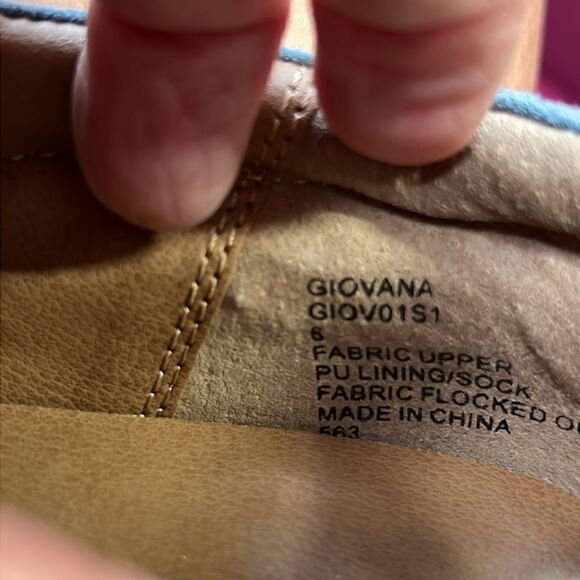 GIOVANA
GIOV01S1
6
FABRIC UPPER
PU LINING/SOCK
FABRIC FLOCKED
MADE IN CHINA
563